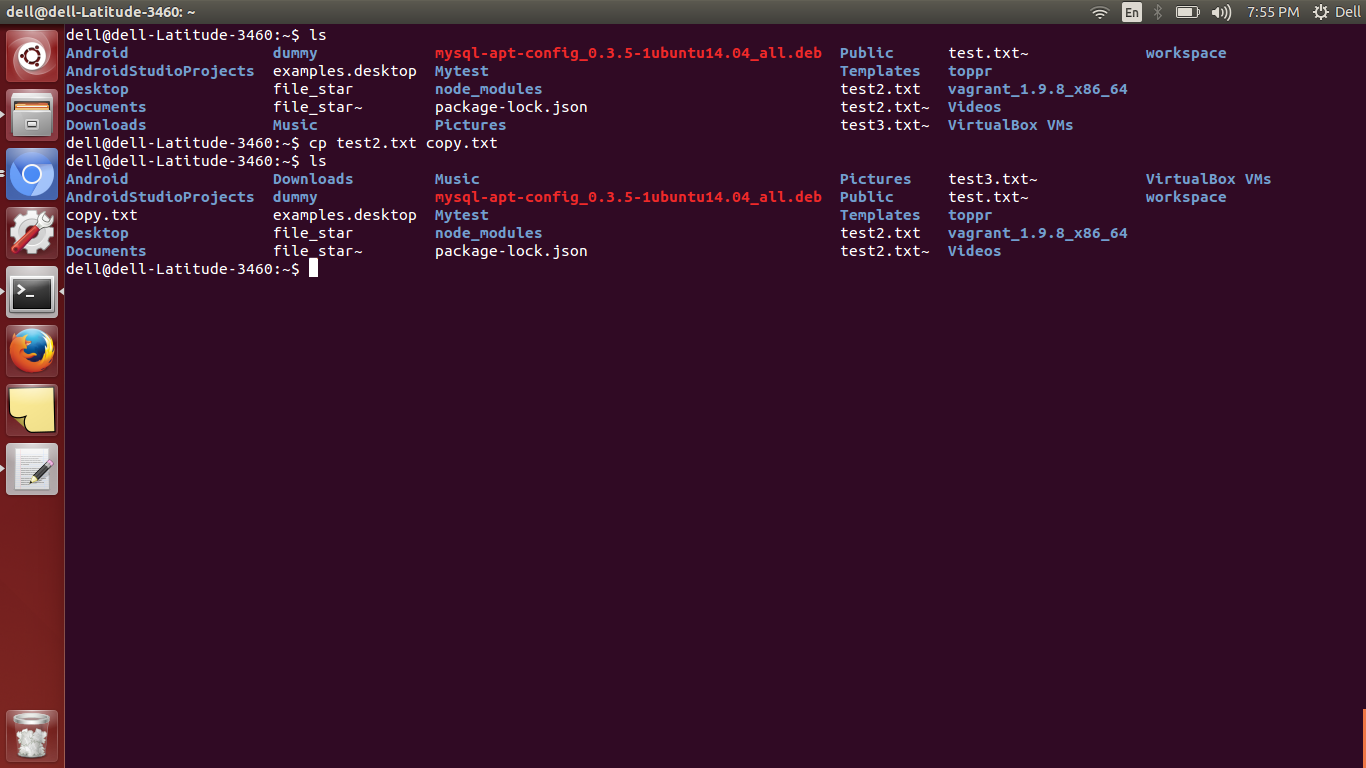 dell@dell-Latitude-3460: ~ En 7:55 PM Dell
dell@dell-Latitude-3460:~$ ls
Android dummy mysql-apt-config_0.3.5-1ubuntu14.04_all.deb Public test.txt~ workspace
AndroidStudioProjects examples.desktop Mytest Templates toppr
Desktop file_star node_modules test2.txt vagrant_1.9.8_x86_64
Documents file_star~ package-lock.json test2.txt~ Videos
Downloads Music Pictures test3.txt~ VirtualBox VMs
dell@dell-Latitude-3460:~$ cp test2.txt copy.txt
dell@dell-Latitude-3460:~$ ls
Android Downloads Music Pictures test3.txt~ VirtualBox VMs
AndroidStudioProjects dummy mysql-apt-config_0.3.5-1ubuntu14.04_all.deb Public test.txt~ workspace
copy.txt examples.desktop Mytest Templates toppr
Desktop file_star node_modules test2.txt vagrant_1.9.8_x86_64
Documents file_star~ package-lock.json test2.txt~ Videos
dell@dell-Latitude-3460:~$